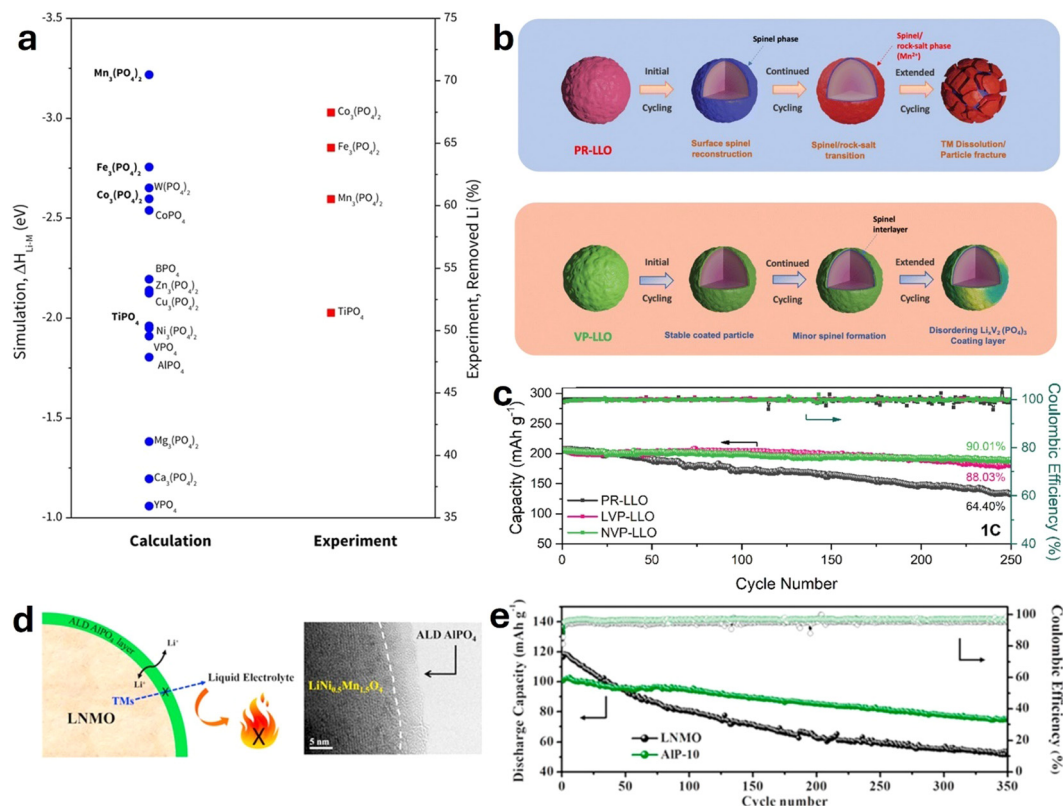 a
Simulation, ΔH_Li-M (eV)
-3.5
-3.0
-2.5
-2.0
-1.5
-1.0
Mn₃(PO₄)₂
Fe₃(PO₄)₂
W(PO₄)₂
Co₃(PO₄)₂
CoPO₄
BPO₄
Zn₃(PO₄)₂
Cu₃(PO₄)₂
TiPO₄
Ni₃(PO₄)₂
VPO₄
AlPO₄
Mg₃(PO₄)₂
Ca₃(PO₄)₂
YPO₄
Co₃(PO₄)₂
Fe₃(PO₄)₂
Mn₃(PO₄)₂
TiPO₄
75
70
65
60
55
50
45
40
35
Experiment, Removed Li (%)
Calculation
Experiment
b
Spinel phase
Spinel/
rock-salt phase
(Mn²⁺)
Initial
Cycling
Continued
Cycling
Extended
Cycling
PR-LLO
Surface spinel
reconstruction
Spinel/rock-salt
transition
TM Dissolution/
Particle fracture
Spinel
interlayer
Initial
Cycling
Continued
Cycling
Extended
Cycling
VP-LLO
Stable coated particle
Minor spinel formation
Disordering LiₓV₂(PO₄)₃
Coating layer
c
Capacity (mAh g⁻¹)
300
250
200
150
100
50
90.01%
88.03%
64.40%
PR-LLO
LVP-LLO
NVP-LLO
1C
100
80
60
40
Coulombic Efficiency (%)
0
50
100
150
200
250
Cycle Number
d
ALD AlPO₄ layer
Li⁺
Li⁺
TMs
Liquid Electrolyte
LNMO
X
ALD AlPO₄
LiNi₀.₅Mn₁.₅O₄
5 nm
e
Discharge Capacity (mAh g⁻¹)
140
120
100
80
60
40
LNMO
AlP-10
100
80
60
40
20
0
Coulombic Efficiency (%)
0
50
100
150
200
250
300
350
Cycle number